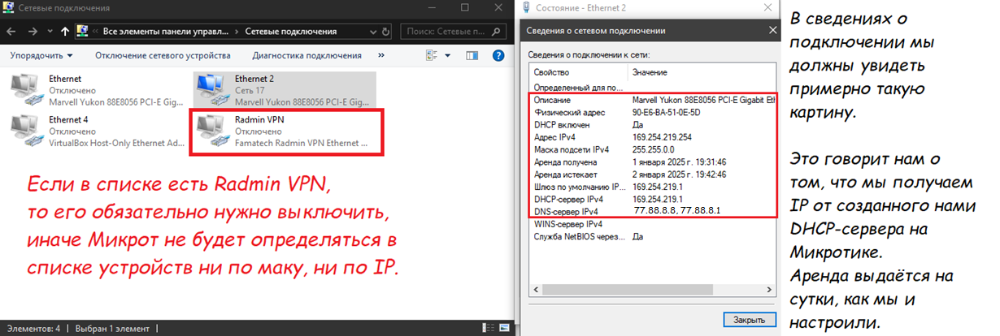 Сетевые подключения
Все элементы панели управл... > Сетевые подключения
Поиск: Сетевые п...
Упорядочить
Отключение сетевого устройства
Диагностика подключения
»
Ethernet
Отключено
Marvell Yukon 88E8056 PCI-E Gig...
Ethernet 2
Сеть 17
Marvell Yukon 88E8056 PCI-E Gig...
Ethernet 4
Отключено
VirtualBox Host-Only Ethernet Ad...
Radmin VPN
Отключено
Famatech Radmin VPN Ethernet ...
Если в списке есть Radmin VPN,
то его обязательно нужно выключить,
иначе Микрот не будет определяться в
списке устройств ни по маку, ни по IP.
Элементов: 4
Выбран 1 элемент
Состояние - Ethernet 2
Сведения о сетевом подключении
Сведения о подключении к сети:
Свойство Значение
Определенный для по...
Описание Marvell Yukon 88E8056 PCI-E Gigabit Eth
Физический адрес 90-E6-BA-51-0E-5D
DHCP включен Да
Адрес IPv4 169.254.219.254
Маска подсети IPv4 255.255.0.0
Аренда получена 1 января 2025 г. 19:31:46
Аренда истекает 2 января 2025 г. 19:42:46
Шлюз по умолчанию IP... 169.254.219.1
DHCP-сервер IPv4 169.254.219.1
DNS-сервер IPv4 77.88.8.8, 77.88.8.1
WINS-сервер IPv4
Служба NetBIOS через... Да
Закрыть
В сведениях о
подключении мы
должны увидеть
примерно такую
картину.
Это говорит нам о
том, что мы получаем
IP от созданного нами
DHCP-сервера на
Микротике.
Аренда выдаётся на
сутки, как мы и
настроили.